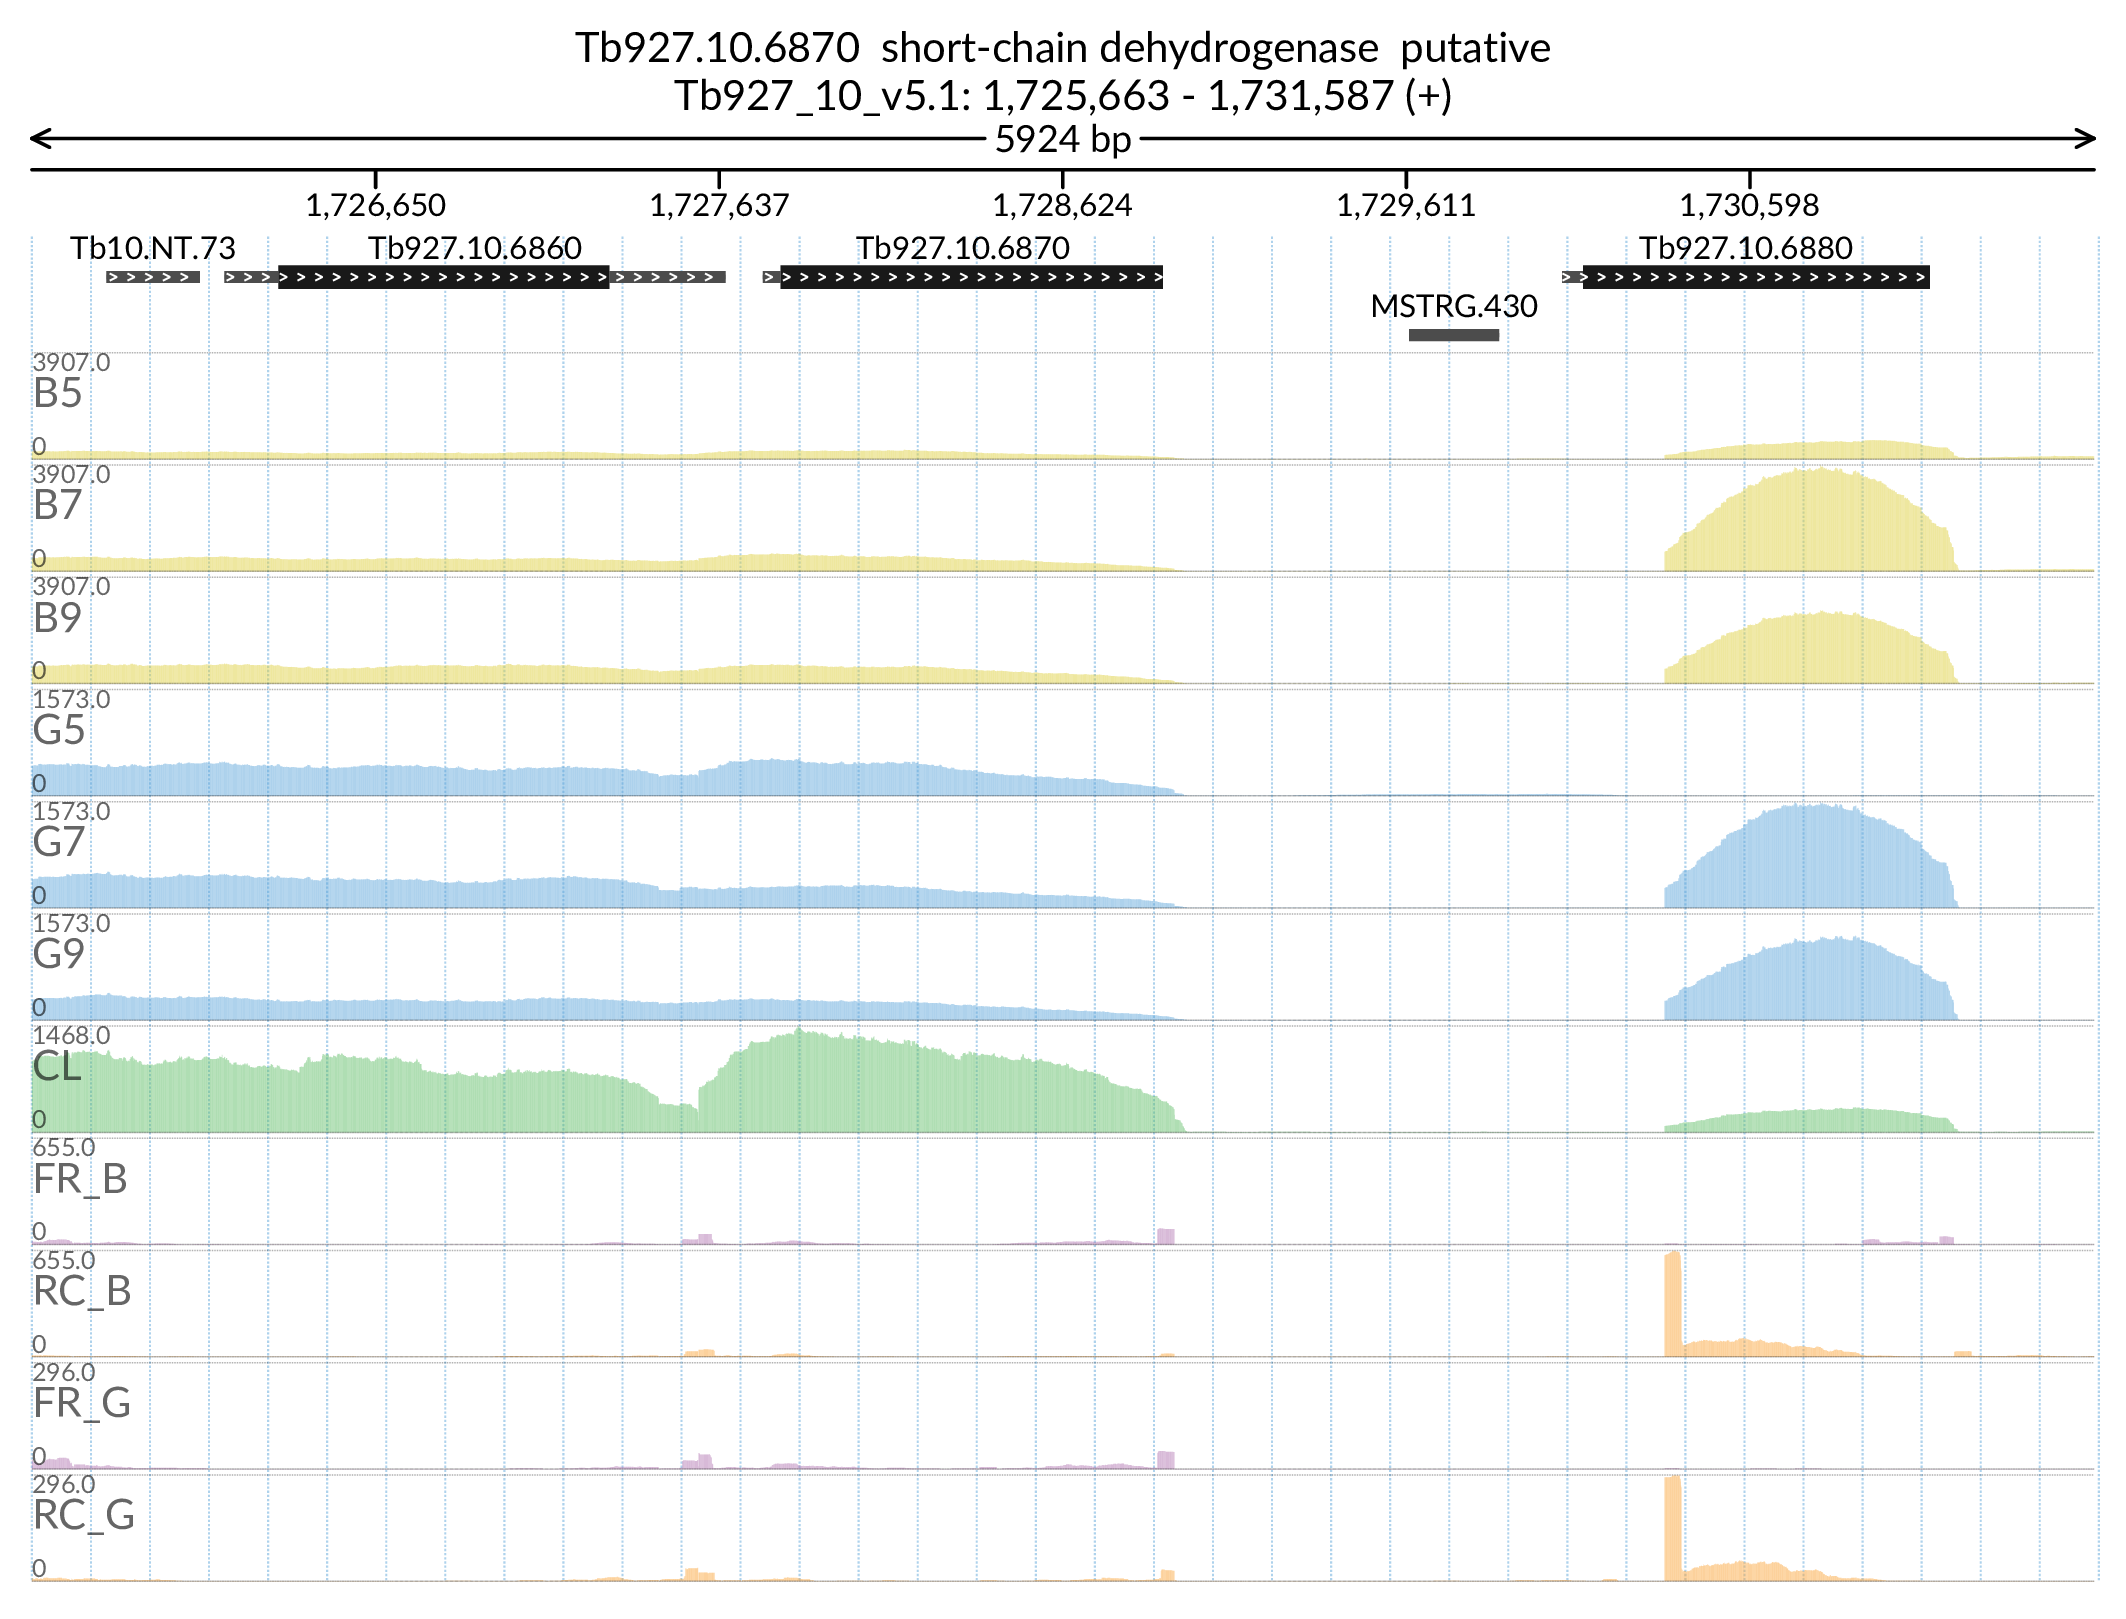 Tb927.10.6870  short-chain dehydrogenase  putative
Tb927_10_v5.1: 1,725,663 - 1,731,587 (+)
5924 bp
1,726,650 1,727,637 1,728,624 1,729,611 1,730,598
Tb10.NT.73 Tb927.10.6860 Tb927.10.6870 Tb927.10.6880
MSTRG.430
3907.0
B5
0
3907.0
B7
0
3907.0
B9
0
1573.0
G5
0
1573.0
G7
0
1573.0
G9
0
1468.0
CL
0
655.0
FR_B
0
655.0
RC_B
0
296.0
FR_G
0
296.0
RC_G
0